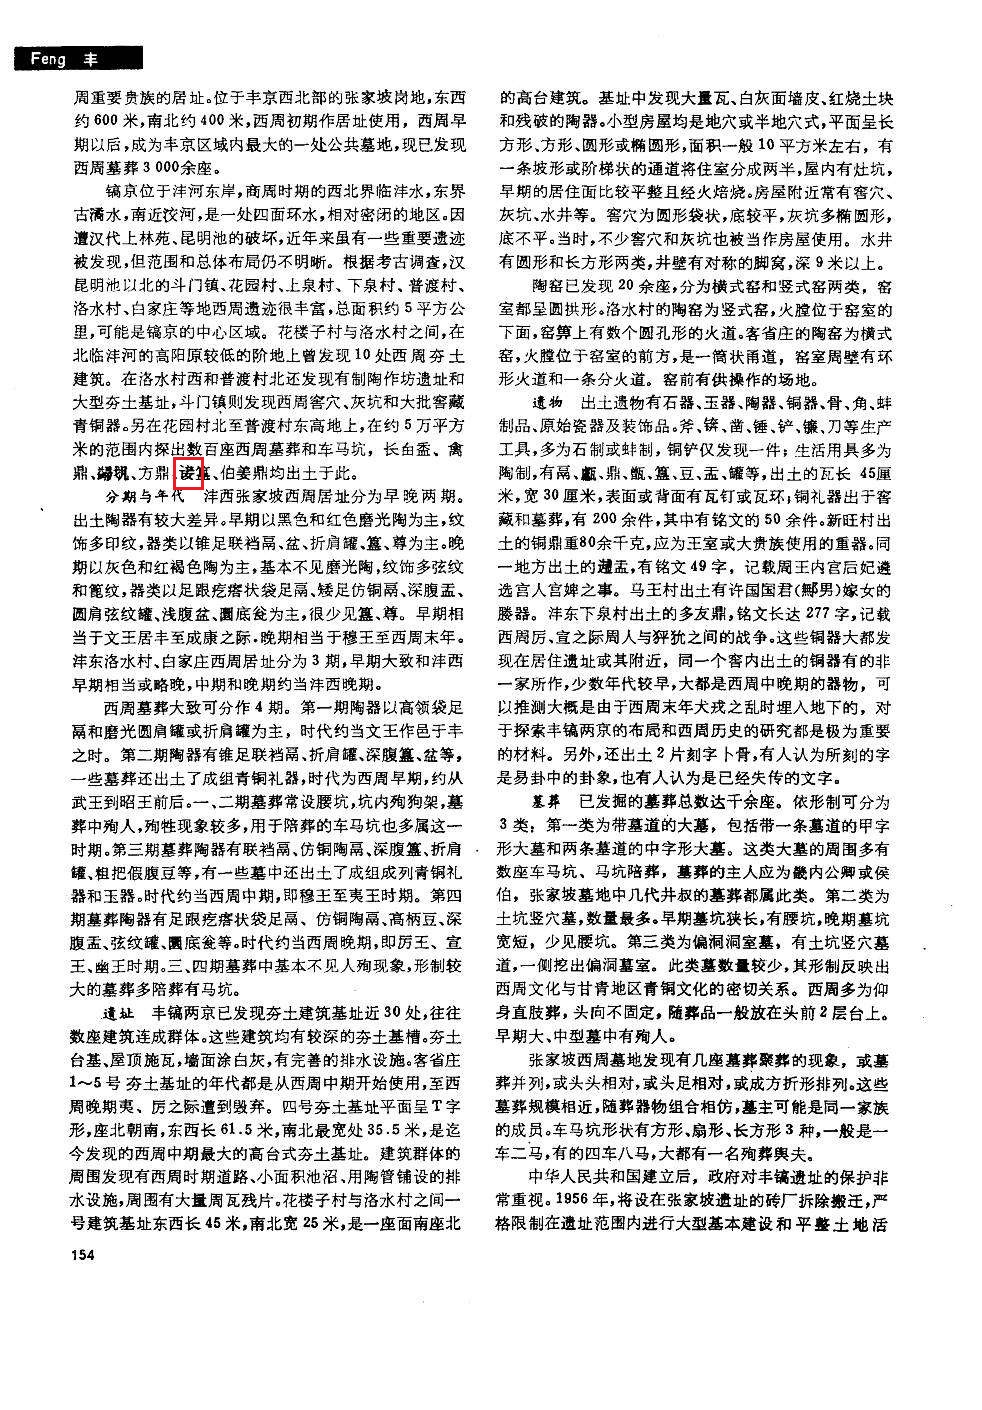 Feng 丰
周重要贵族的居址。位于丰京西北部的张家坡岗地,东西
约600米,南北约400米,西周初期作居址使用,西周早
期以后,成为丰京区域内最大的一处公共墓地,现已发现
西周墓葬3 000余座。
镐京位于沣河东岸,商周时期的西北界临沣水,东界
古潏水,南近洨河,是一处四面环水,相对密闭的地区。因
遭汉代上林苑、昆明池的破坏,近年来虽有一些重要遗迹
被发现,但范围和总体布局仍不明晰。根据考古调查,汉
昆明池以北的斗门镇、花园村、上泉村、下泉村、普渡村、
洛水村、白家庄等地西周遗迹很丰富,总面积约5平方公
里,可能是镐京的中心区域。花楼子村与洛水村之间,在
北临沣河的高阳原较低的阶地上曾发现10处西周夯土
建筑。在洛水村西和普渡村北还发现有制陶作坊遗址和
大型夯土基址,斗门镇则发现西周窖穴、灰坑和大批窖藏
青铜器。另在花园村北至普渡村东高地上,在约5万平方
米的范围内探出数百座西周墓葬和车马坑,长甶盉、禽
鼎、、方鼎、簋、伯姜鼎均出土于此。
分期与年代 沣西张家坡西周居址分为早晚两期。
出土陶器有较大差异。早期以黑色和红色磨光陶为主,纹
饰多印纹,器类以锥足联裆鬲、盆、折肩罐、簋、尊为主。晚
期以灰色和红褐色陶为主,基本不见磨光陶,纹饰多弦纹
和篦纹,器类以足跟疙瘩状袋足鬲、矮足仿铜鬲、深腹盂、
圆肩弦纹罐、浅腹盆、圜底瓮为主,很少见簋、尊。早期相
当于文王居丰至成康之际.晚期相当于穆王至西周末年。
沣东洛水村、白家庄西周居址分为3期,早期大致和沣西
早期相当或略晚,中期和晚期约当沣西晚期。
西周墓葬大致可分作4期。第一期陶器以高领袋足
鬲和磨光圆肩罐或折肩罐为主,时代约当文王作邑于丰
之时。第二期陶器有锥足联裆鬲、折肩罐、深腹簋、盆等,
一些墓葬还出土了成组青铜礼器,时代为西周早期,约从
武王到昭王前后。一、二期墓葬常设腰坑,坑内殉狗架,墓
葬中殉人,殉牲现象较多,用于陪葬的车马坑也多属这一
时期。第三期墓葬陶器有联裆鬲、仿铜陶鬲、深腹簋、折肩
罐、粗把假腹豆等,有一些墓中还出土了成组成列青铜礼
器和玉器。时代约当西周中期,即穆王至夷王时期。第四
期墓葬陶器有足跟疙瘩状袋足鬲、仿铜陶鬲、高柄豆、深
腹盂、弦纹罐、圜底瓮等。时代约当西周晚期,即厉王、宣
王、幽王时期。三、四期墓葬中基本不见人殉现象,形制较
大的墓葬多陪葬有马坑。
遗址 丰镐两京已发现夯土建筑基址近30处,往往
数座建筑连成群体。这些建筑均有较深的夯土基槽。夯土
台基、屋顶施瓦,墙面涂白灰,有完善的排水设施。客省庄
1～5号夯土基址的年代都是从西周中期开始使用,至西
周晚期夷、厉之际遭到毁弃。四号夯土基址平面呈T字
形,座北朝南,东西长61.5米,南北最宽处35.5米,是迄
今发现的西周中期最大的高台式夯土基址。建筑群体的
周围发现有西周时期道路、小面积池沼、用陶管铺设的排
水设施,周围有大量周瓦残片。花楼子村与洛水村之间一
号建筑基址东西长45米,南北宽25米,是一座面南座北
154
的高台建筑。基址中发现大量瓦、白灰面墙皮、红烧土块
和残破的陶器。小型房屋均是地穴或半地穴式,平面呈长
方形、方形、圆形或椭圆形,面积一般10平方米左右,有
一条坡形或阶梯状的通道将住室分成两半,屋内有灶坑,
早期的居住面比较平整且经火焙烧。房屋附近常有窖穴、
灰坑、水井等。窖穴为圆形袋状,底较平,灰坑多椭圆形,
底不平。当时,不少窖穴和灰坑也被当作房屋使用。水井
有圆形和长方形两类,井壁有对称的脚窝,深9米以上。
陶窑已发现20余座,分为横式窑和竖式窑两类,窑
室都呈圆拱形。洛水村的陶窑为竖式窑,火膛位于窑室的
下面,窑箅上有数个圆孔形的火道。客省庄的陶窑为横式
窑,火膛位于窑室的前方,是一筒状甬道,窑室周壁有环
形火道和一条分火道。窑前有供操作的场地。
遗物 出土遗物有石器、玉器、陶器、铜器、骨、角、蚌
制品、原始瓷器及装饰品。斧、锛、凿、锤、铲、镰、刀等生产
工具,多为石制或蚌制,铜铲仅发现一件;生活用具多为
陶制,有鬲、甗、鼎、甑、簋、豆、盂、罐等,出土的瓦长45厘
米,宽30厘米,表面或背面有瓦钉或瓦环,铜礼器出于窖
藏和墓葬,有200余件,其中有铭文的50余件。新旺村出
土的铜鼎重80余千克,应为王室或大贵族使用的重器。同
一地方出土的趩盂,有铭文49字,记载周王内宫后妃遴
选宫人宫婢之事。马王村出土有许国国君(鄦男)嫁女的
媵器。沣东下泉村出土的多友鼎,铭文长达277字,记载
西周厉、宣之际周人与猃狁之间的战争。这些铜器大都发
现在居住遗址或其附近,同一个窖内出土的铜器有的非
一家所作,少数年代较早,大都是西周中晚期的器物,可
以推测大概是由于西周末年犬戎之乱时埋入地下的,对
于探索丰镐两京的布局和西周历史的研究都是极为重要
的材料。另外,还出土2片刻字卜骨,有人认为所刻的字
是易卦中的卦象,也有人认为是已经失传的文字。
墓葬 已发掘的墓葬总数达千余座。依形制可分为
3类:第一类为带墓道的大墓,包括带一条墓道的甲字
形大墓和两条墓道的中字形大墓。这类大墓的周围多有
数座车马坑、马坑陪葬,墓葬的主人应为畿内公卿或侯
伯,张家坡墓地中几代井叔的墓葬都属此类。第二类为
土坑竖穴墓,数量最多。早期墓坑狭长,有腰坑,晚期墓坑
宽短,少见腰坑。第三类为偏洞洞室墓,有土坑竖穴墓
道,一侧挖出偏洞墓室。此类墓数量较少,其形制反映出
西周文化与甘青地区青铜文化的密切关系。西周多为仰
身直肢葬,头向不固定,随葬品一般放在头前2层台上。
早期大、中型墓中有殉人。
张家坡西周墓地发现有几座墓葬聚葬的现象,或墓
葬并列,或头头相对,或头足相对,或成方折形排列。这些
墓葬规模相近,随葬器物组合相仿,墓主可能是同一家族
的成员。车马坑形状有方形、扇形、长方形3种,一般是一
车二马,有的四车八马,大都有一名殉葬舆夫。
中华人民共和国建立后,政府对丰镐遗址的保护非
常重视。1956年,将设在张家坡遗址的砖厂拆除搬迁,严
格限制在遗址范围内进行大型基本建设和平整土地活